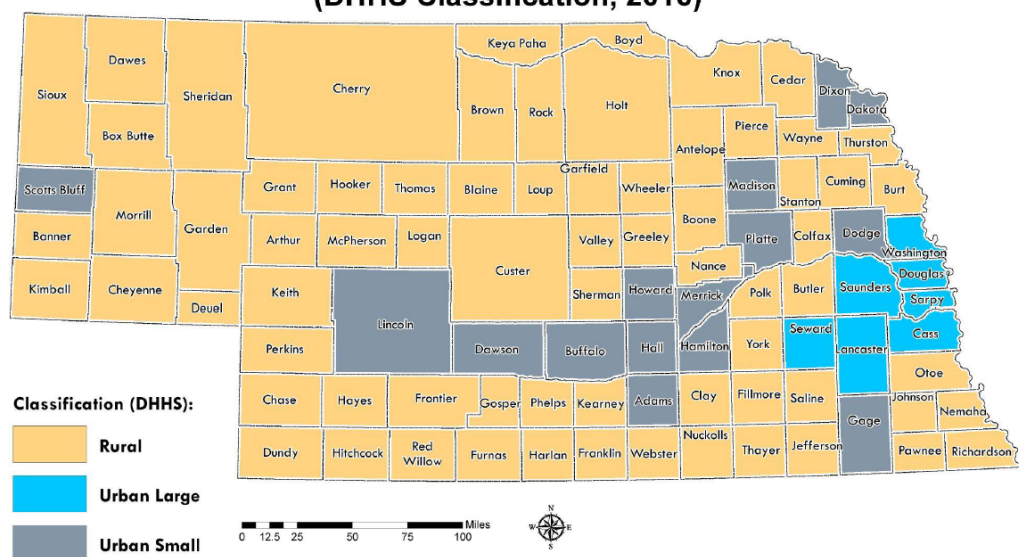 (DHHS Classification, 2016)
Keya Paha Boyd
Dawes Knox Cedar
Sioux Sheridan Cherry Dixon
Brown Rock Holt Dakota
Box Butte Pierce Wayne Thurston
Antelope
Scotts Bluff Grant Hooker Thomas Blaine Loup Garfield Wheeler Madison Stanton Cuming Burt
Morrill Garden Boone
Banner Arthur McPherson Logan Valley Greeley Platte Colfax Dodge Washington
Custer Nance Douglas
Kimball Cheyenne Deuel Keith Sherman Howard Merrick Polk Butler Saunders Sarpy
Lincoln Seward Cass
Perkins Dawson Buffalo Hall Hamilton York Lancaster
Otoe
Chase Hayes Frontier Gosper Phelps Kearney Adams Clay Fillmore Saline Johnson Nemaha
Gage
Dundy Hitchcock Red Willow Furnas Harlan Franklin Webster Nuckolls Thayer Jefferson Pawnee Richardson
Classification (DHHS):
Rural
Urban Large
Urban Small
0 12.5 25 50 75 100 Miles
N
W E
S